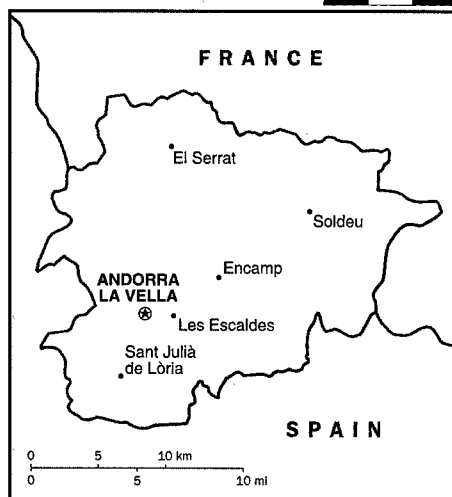 FRANCE
El Serrat
Soldeu
Encamp
ANDORRA
LA VELLA
Les Escaldes
Sant Julià
de Lòria
SPAIN
0 5 10 km
0 5 10 mi